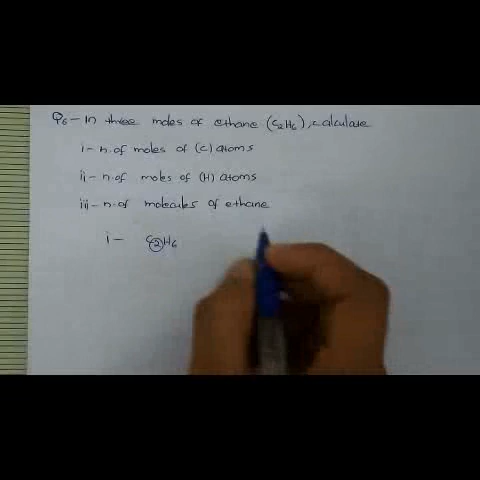 Q6- In three moles of ethane (C2H6), calculate
i- n. of moles of (C) atoms
ii- n. of moles of (H) atoms
iii- n. of molecules of ethane
i- C2H6